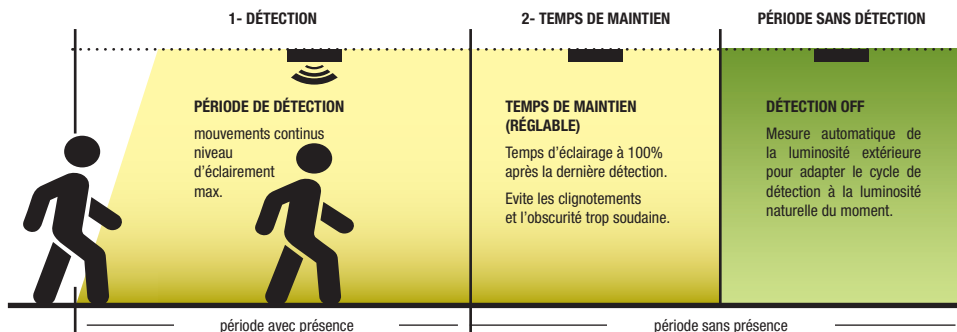 1- DÉTECTION
2- TEMPS DE MAINTIEN
PÉRIODE SANS DÉTECTION
PÉRIODE DE DÉTECTION
mouvements continus
niveau
d'éclairement
max.
TEMPS DE MAINTIEN
(RÉGLABLE)
Temps d'éclairage à 100%
après la dernière détection.
Evite les clignotements
et l'obscurité trop soudaine.
DÉTECTION OFF
Mesure automatique de
la luminosité extérieure
pour adapter le cycle de
détection à la luminosité
naturelle du moment.
période avec présence
période sans présence